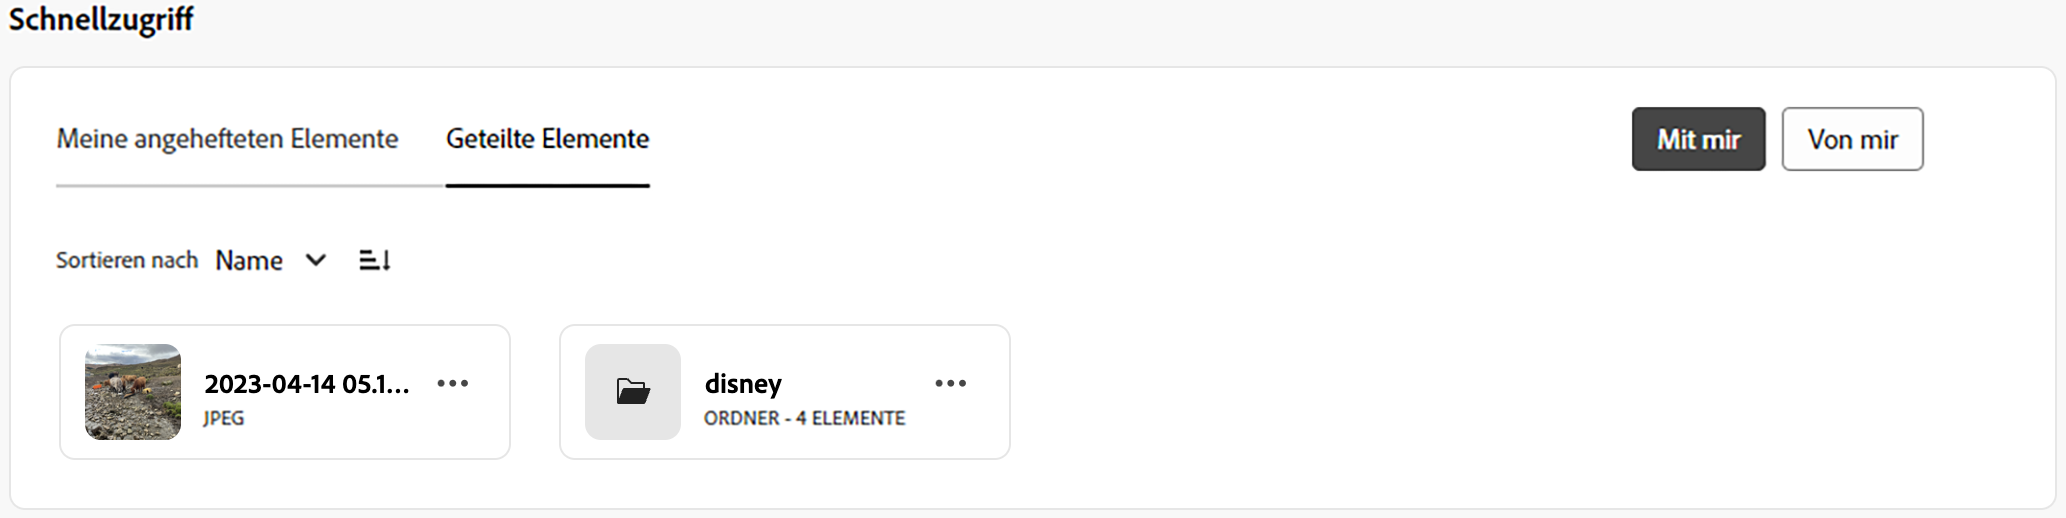 Schnellzugriff
Meine angehefteten Elemente Geteilte Elemente Mit mir Von mir
Sortieren nach Name
2023-04-14 05.1... disney
JPEG ORDNER - 4 ELEMENTE